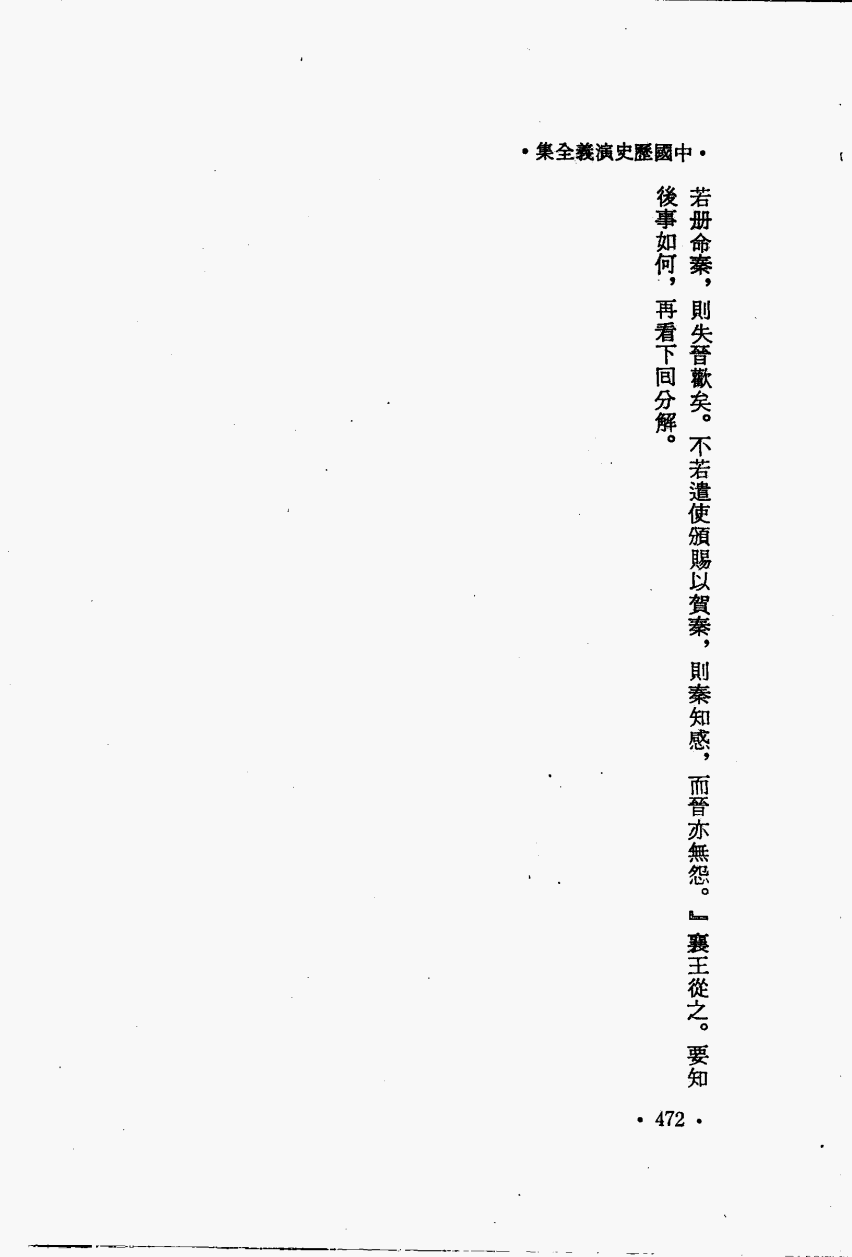 •中國歷史演義全集•
若册命秦，則失晉歡矣。不若遣使頒賜以賀秦，則秦知感，而晉亦無怨。』襄王從之。要知
後事如何，再看下回分解。
• 472 •